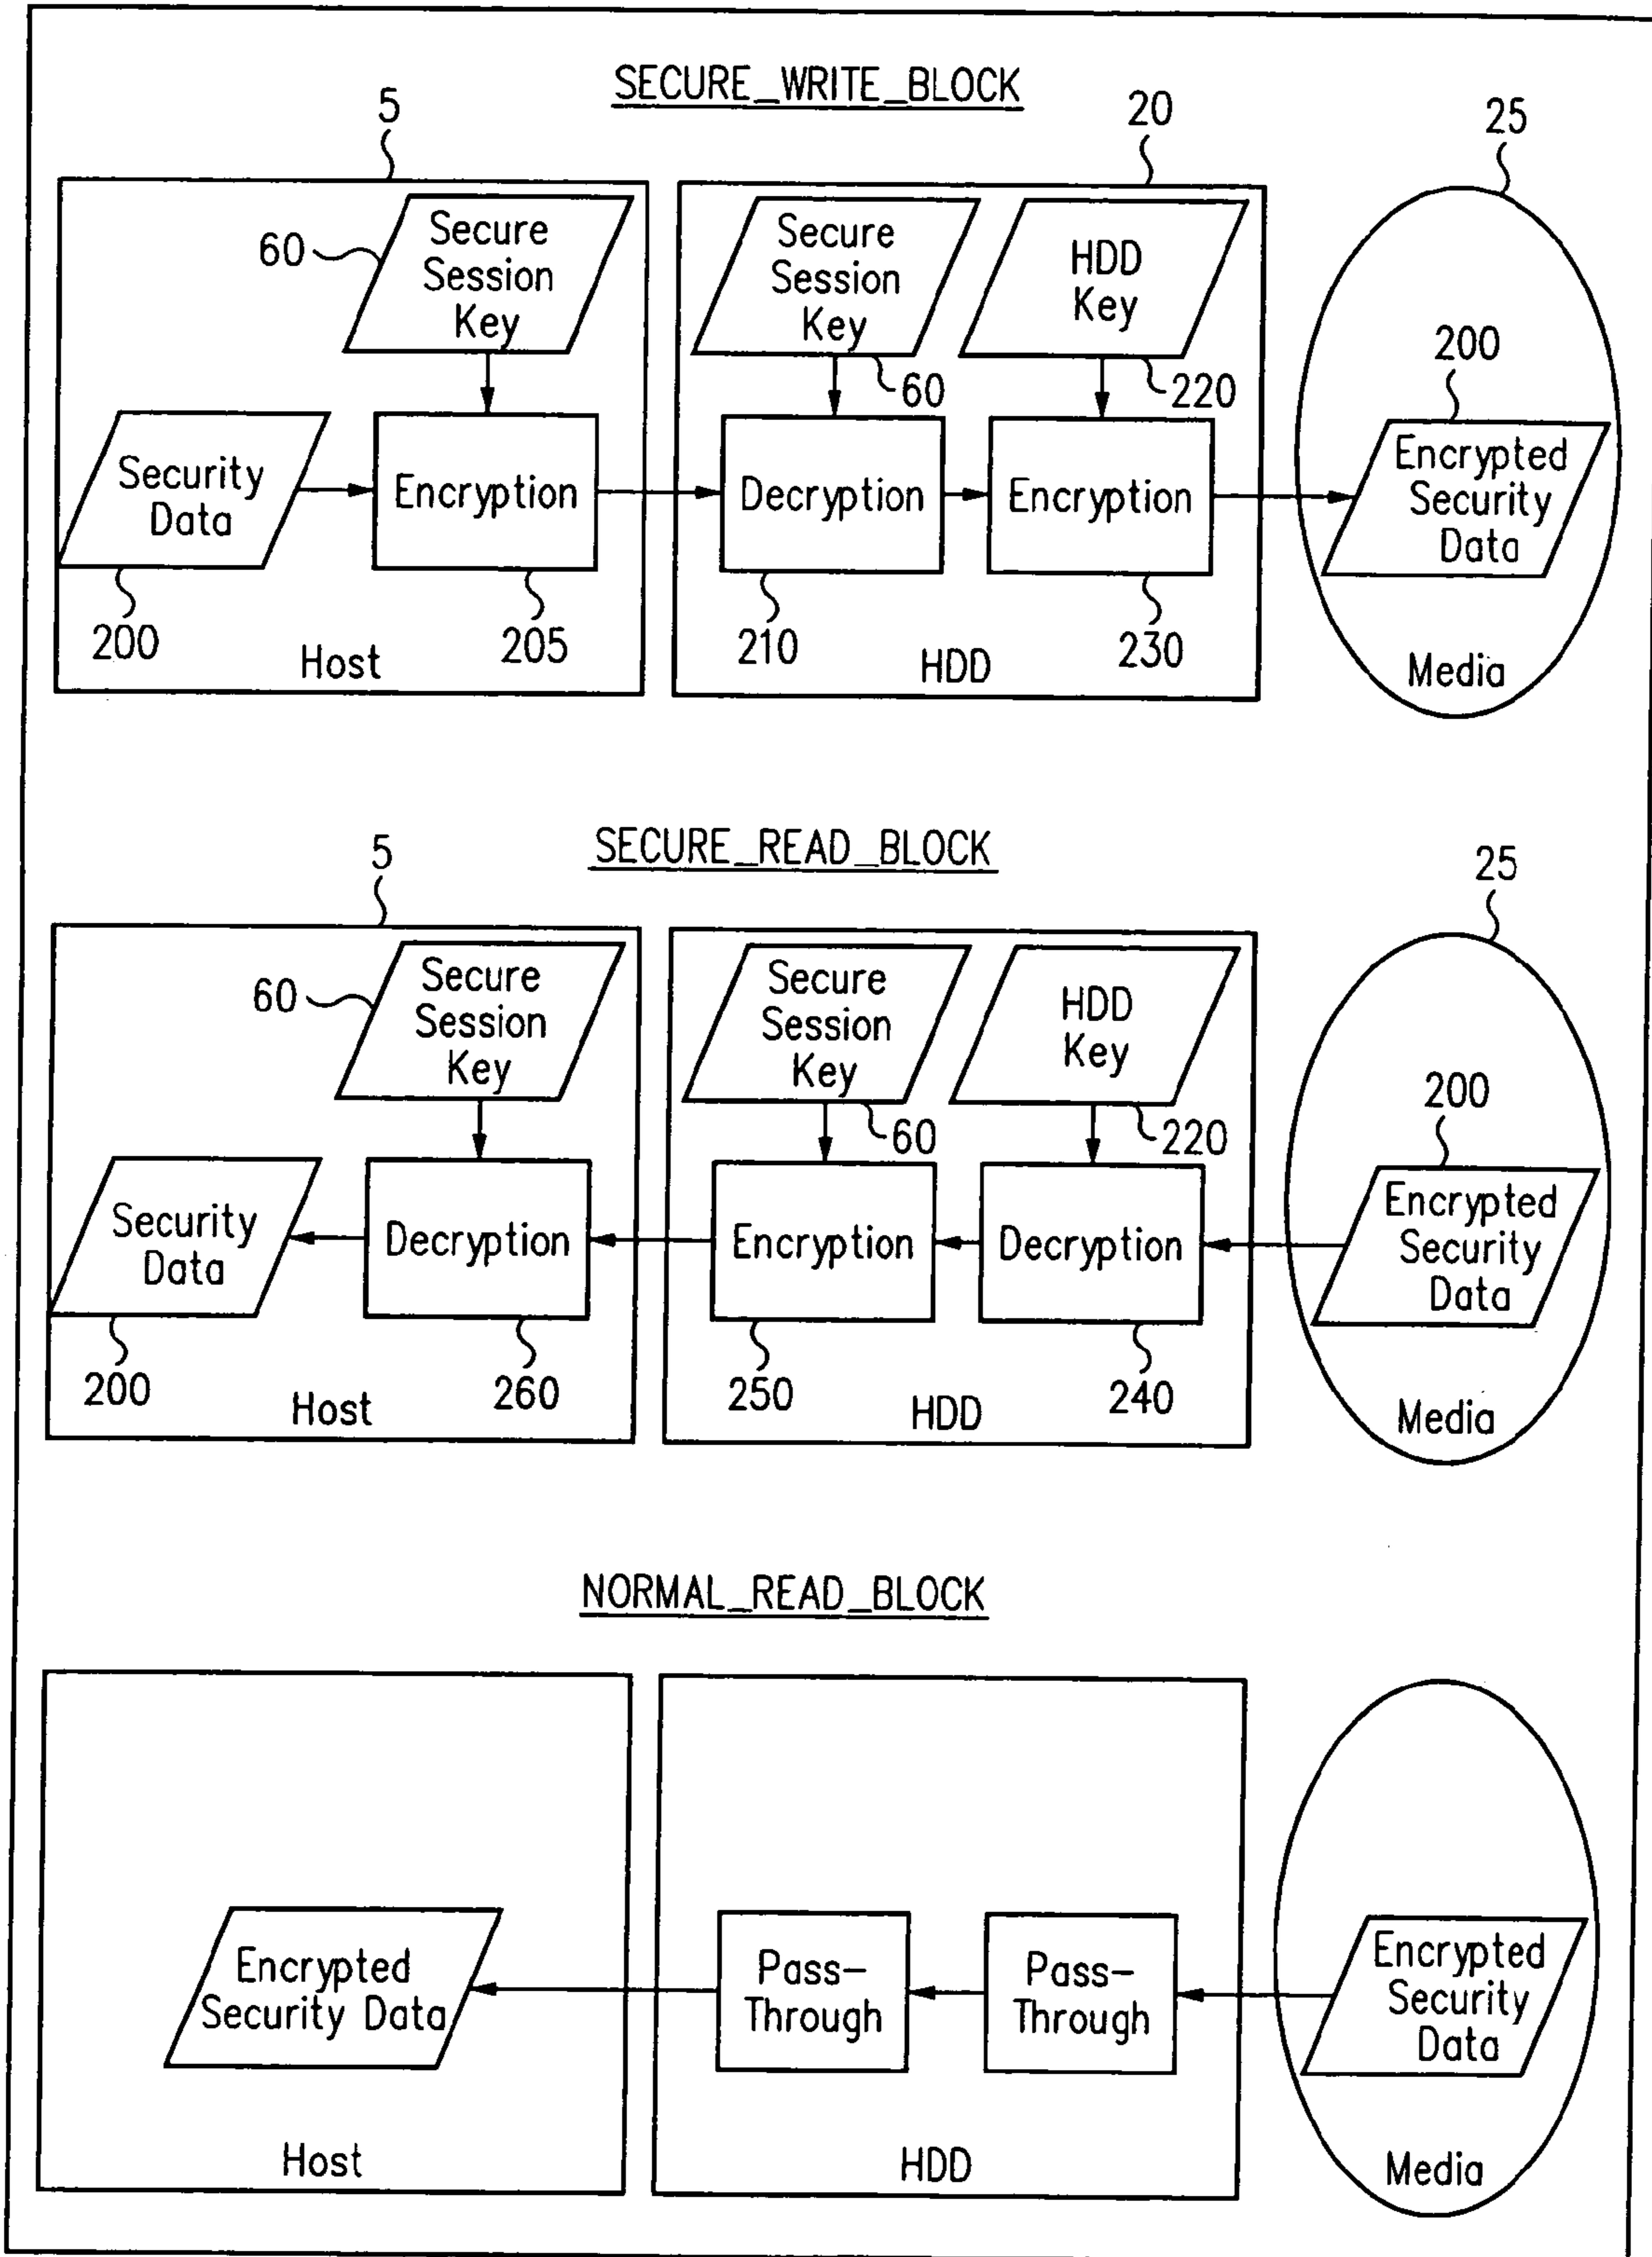 SECURE_WRITE_BLOCK
5
20
25
60
Secure
Session
Key
Secure
Session
Key
60
HDD
Key
220
200
Security
Data
200
Encryption
205
Decryption
210
Encryption
230
Encrypted
Security
Data
Host
HDD
Media
SECURE_READ_BLOCK
5
25
60
Secure
Session
Key
Secure
Session
Key
60
HDD
Key
220
200
Security
Data
200
Decryption
260
Encryption
250
Decryption
240
Encrypted
Security
Data
Host
HDD
Media
NORMAL_READ_BLOCK
Encrypted
Security Data
Pass-
Through
Pass-
Through
Encrypted
Security
Data
Host
HDD
Media